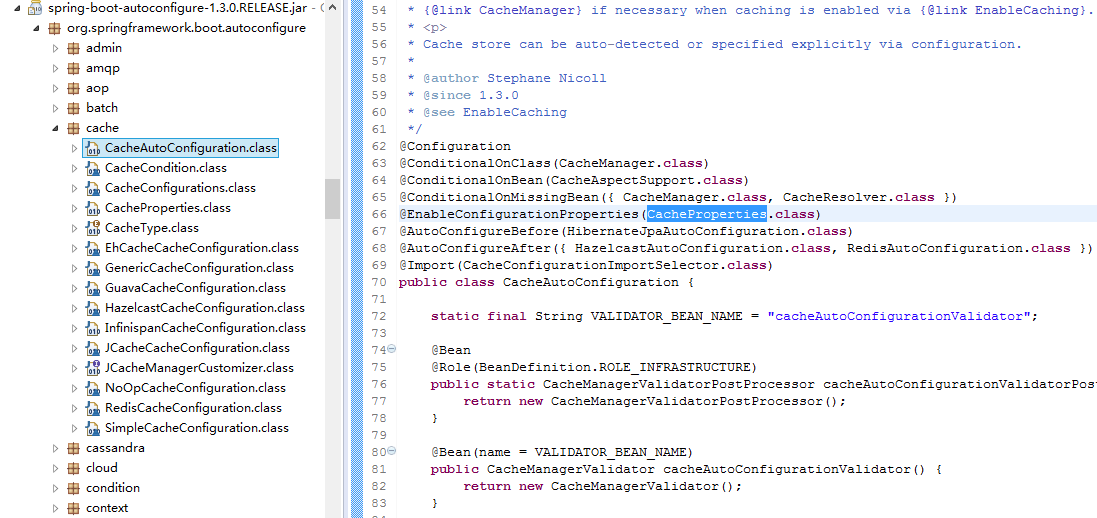 spring-boot-autoconfigure-1.3.0.RELEASE.jar - C
org.springframework.boot.autoconfigure
admin
amqp
aop
batch
cache
CacheAutoConfiguration.class
CacheCondition.class
CacheConfigurations.class
CacheProperties.class
CacheType.class
EhCacheCacheConfiguration.class
GenericCacheConfiguration.class
GuavaCacheConfiguration.class
HazelcastCacheConfiguration.class
InfinispanCacheConfiguration.class
JCacheCacheConfiguration.class
JCacheManagerCustomizer.class
NoOpCacheConfiguration.class
RedisCacheConfiguration.class
SimpleCacheConfiguration.class
cassandra
cloud
condition
context
54 * {@link CacheManager} if necessary when caching is enabled via {@link EnableCaching}.
55 * <p>
56 * Cache store can be auto-detected or specified explicitly via configuration.
57 *
58 * @author Stephane Nicoll
59 * @since 1.3.0
60 * @see EnableCaching
61 */
62 @Configuration
63 @ConditionalOnClass(CacheManager.class)
64 @ConditionalOnBean(CacheAspectSupport.class)
65 @ConditionalOnMissingBean({ CacheManager.class, CacheResolver.class })
66 @EnableConfigurationProperties(CacheProperties.class)
67 @AutoConfigureBefore(HibernateJpaAutoConfiguration.class)
68 @AutoConfigureAfter({ HazelcastAutoConfiguration.class, RedisAutoConfiguration.class })
69 @Import(CacheConfigurationImportSelector.class)
70 public class CacheAutoConfiguration {
71
72 static final String VALIDATOR_BEAN_NAME = "cacheAutoConfigurationValidator";
73
74 @Bean
75 @Role(BeanDefinition.ROLE_INFRASTRUCTURE)
76 public static CacheManagerValidatorPostProcessor cacheAutoConfigurationValidatorPost
77 return new CacheManagerValidatorPostProcessor();
78 }
79
80 @Bean(name = VALIDATOR_BEAN_NAME)
81 public CacheManagerValidator cacheAutoConfigurationValidator() {
82 return new CacheManagerValidator();
83 }